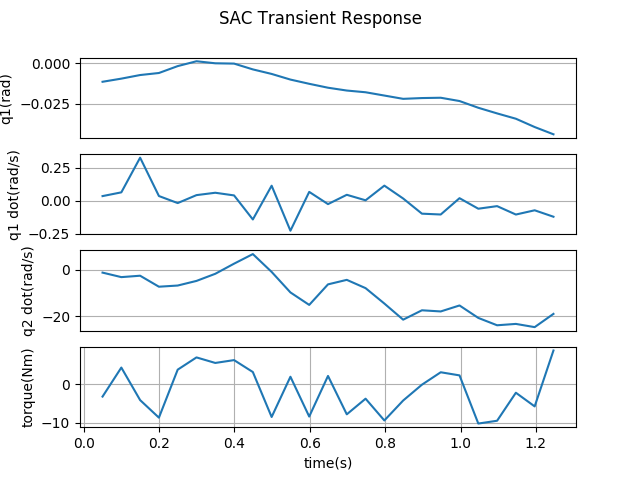 SAC Transient Response
0.000
−0.025
q1(rad)
0.25
0.00
−0.25
q1 dot(rad/s)
0
−20
q2 dot(rad/s)
0
−10
torque(Nm)
0.0 0.2 0.4 0.6 0.8 1.0 1.2
time(s)